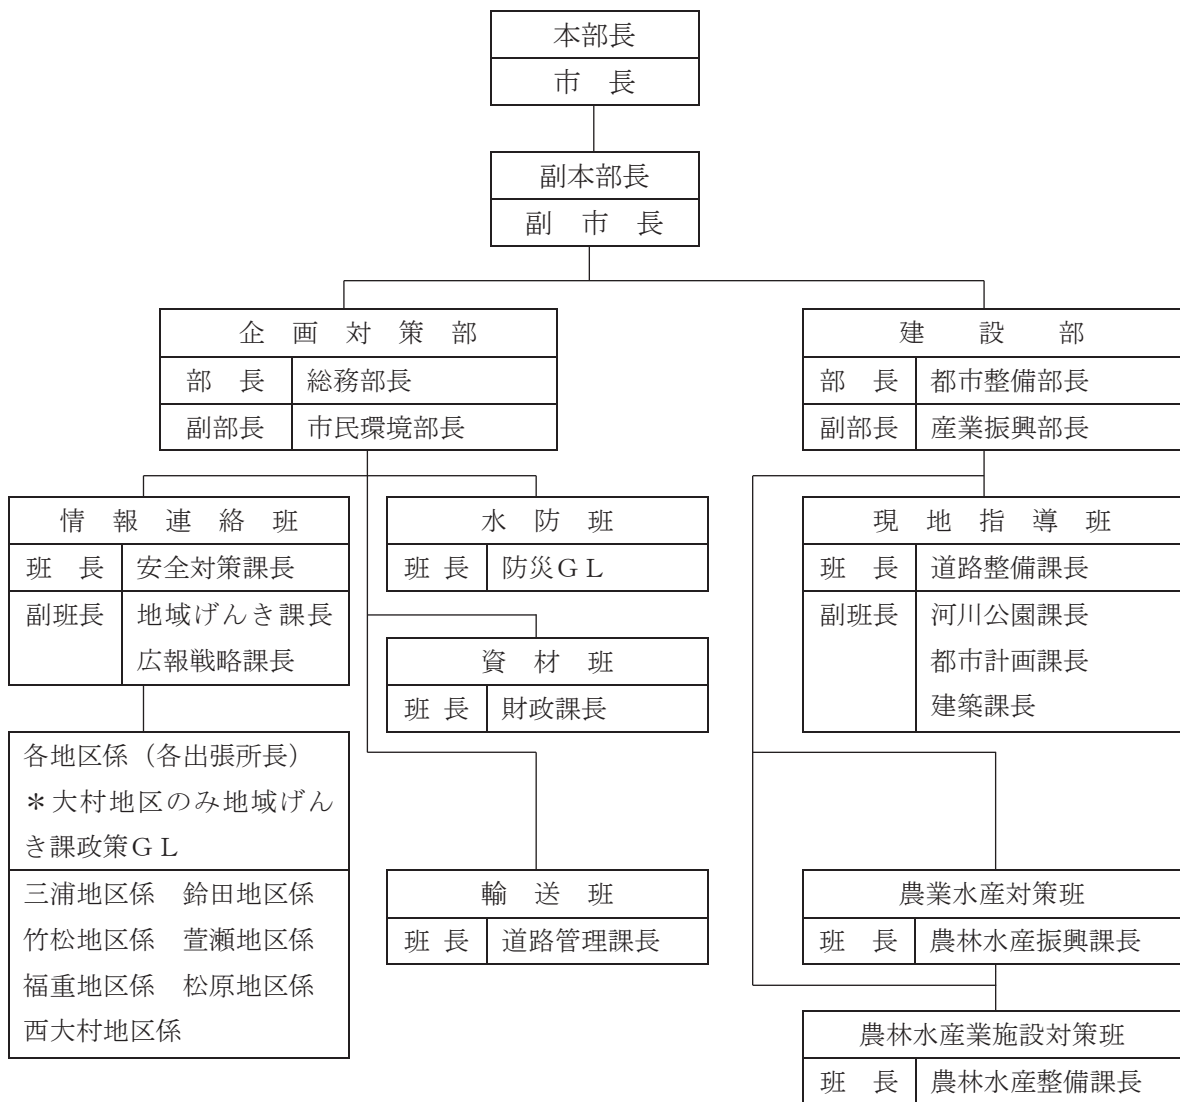 本部長
市　長
副本部長
副　市　長
企　画　対　策　部
部　長　総務部長
副部長　市民環境部長
建　設　部
部　長　都市整備部長
副部長　産業振興部長
情　報　連　絡　班
班　長　安全対策課長
副班長　地域げんき課長
広報戦略課長
各地区係（各出張所長）
＊大村地区のみ地域げん
き課政策ＧＬ
三浦地区係　鈴田地区係
竹松地区係　萱瀬地区係
福重地区係　松原地区係
西大村地区係
水　防　班
班　長　防災ＧＬ
資　材　班
班　長　財政課長
輸　送　班
班　長　道路管理課長
現　地　指　導　班
班　長　道路整備課長
副班長　河川公園課長
都市計画課長
建築課長
農業水産対策班
班　長　農林水産振興課長
農林水産業施設対策班
班　長　農林水産整備課長